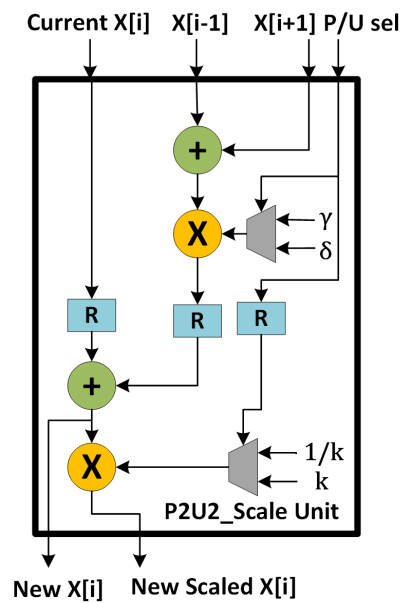 Current X[i] X[i-1] X[i+1] P/U sel
+
X
γ
δ
R R R
+
1/k
X
k
P2U2_Scale Unit
New X[i] New Scaled X[i]